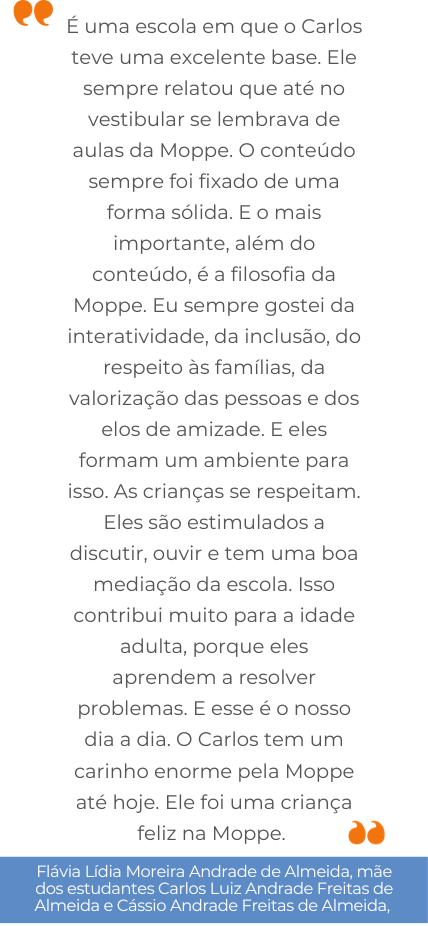 É uma escola em que o Carlos
teve uma excelente base. Ele
sempre relatou que até no
vestibular se lembrava de
aulas da Moppe. O conteúdo
sempre foi fixado de uma
forma sólida. E o mais
importante, além do
conteúdo, é a filosofia da
Moppe. Eu sempre gostei da
interatividade, da inclusão, do
respeito às famílias, da
valorização das pessoas e dos
elos de amizade. E eles
formam um ambiente para
isso. As crianças se respeitam.
Eles são estimulados a
discutir, ouvir e tem uma boa
mediação da escola. Isso
contribui muito para a idade
adulta, porque eles
aprendem a resolver
problemas. E esse é o nosso
dia a dia. O Carlos tem um
carinho enorme pela Moppe
até hoje. Ele foi uma criança
feliz na Moppe.
Flávia Lídia Moreira Andrade de Almeida, mãe
dos estudantes Carlos Luiz Andrade Freitas de
Almeida e Cássio Andrade Freitas de Almeida,